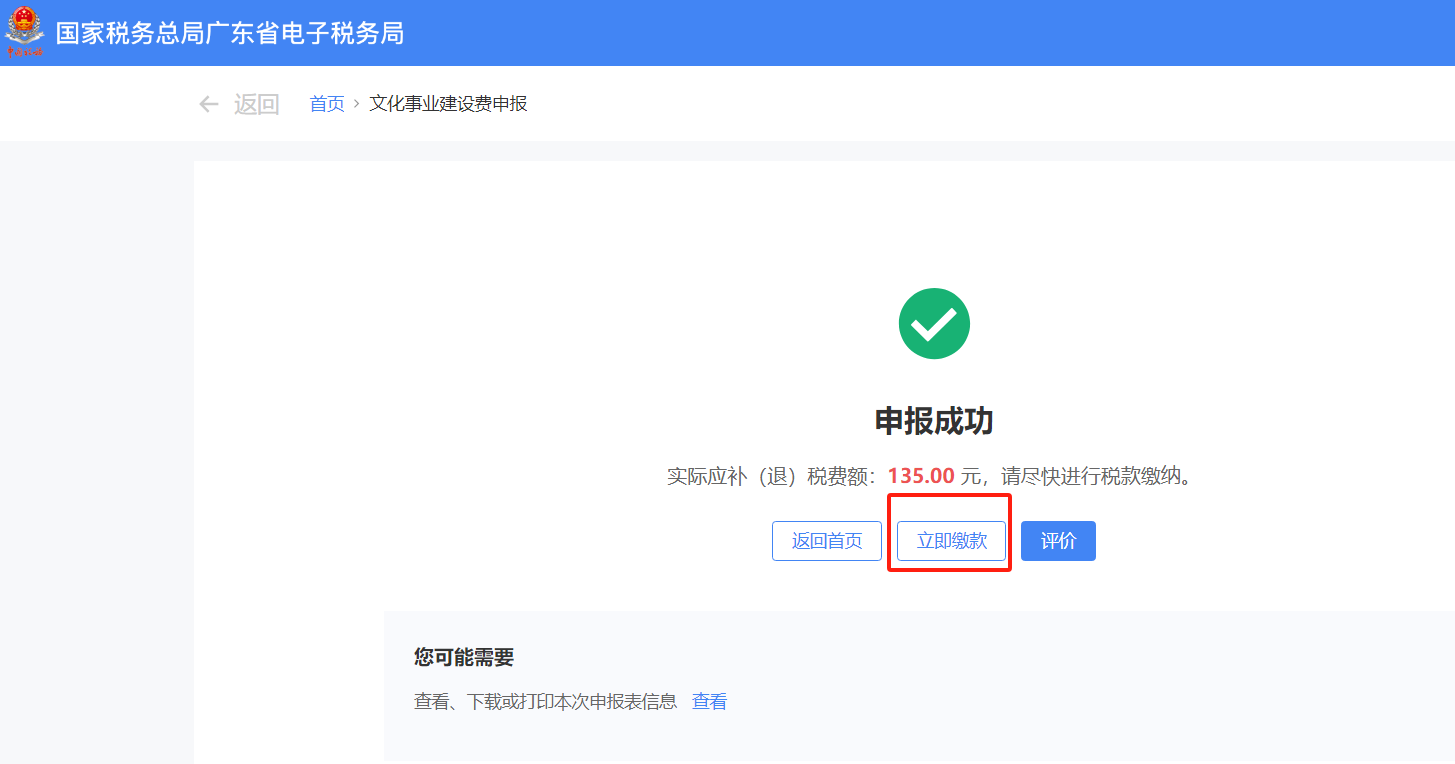 国家税务总局广东省电子税务局
返回 首页 > 文化事业建设费申报
申报成功
实际应补（退）税费额：135.00 元，请尽快进行税款缴纳。
返回首页 立即缴款 评价
您可能需要
查看、下载或打印本次申报表信息 查看